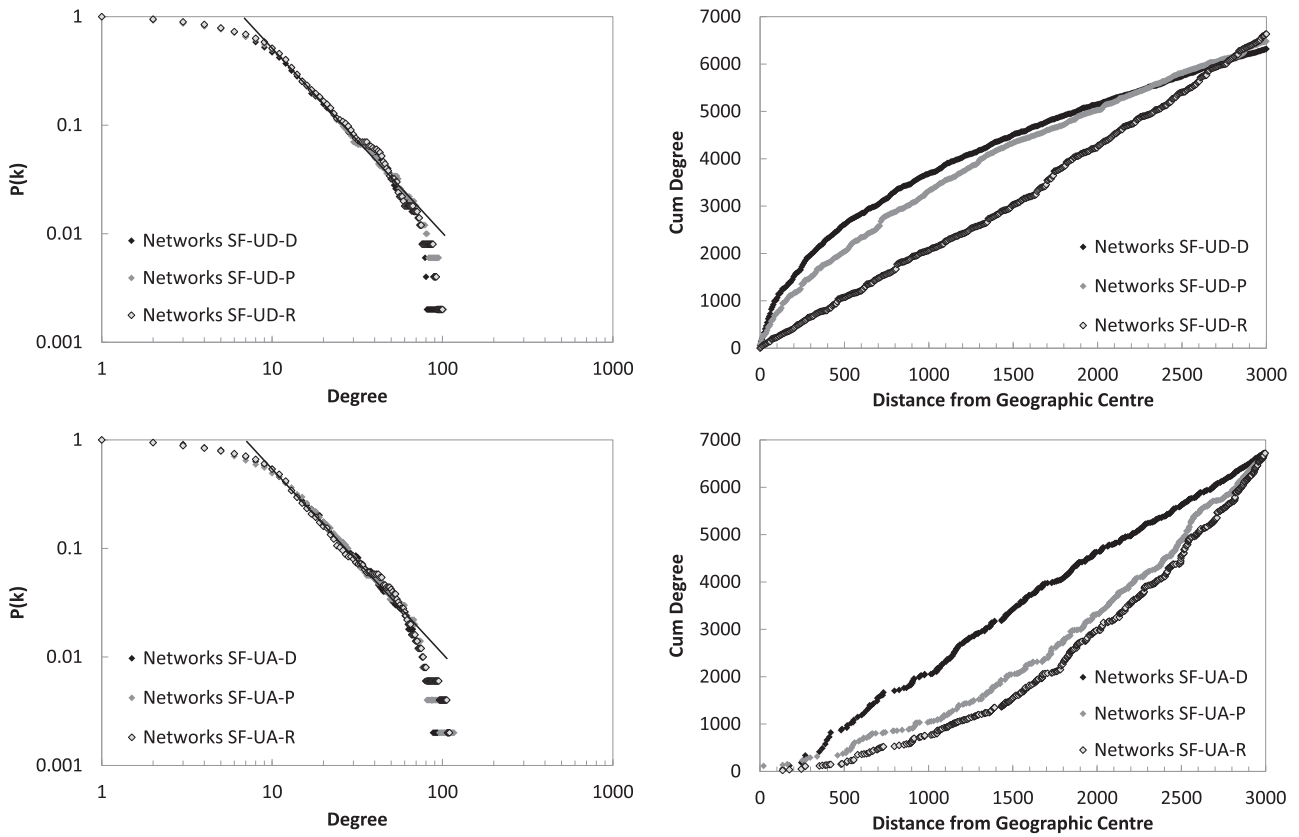 1
0.1
0.01
0.001
P(k)
Networks SF-UD-D
Networks SF-UD-P
Networks SF-UD-R
1 10 100 1000
Degree
7000
6000
5000
4000
3000
2000
1000
0
Cum Degree
Networks SF-UD-D
Networks SF-UD-P
Networks SF-UD-R
0 500 1000 1500 2000 2500 3000
Distance from Geographic Centre
1
0.1
0.01
0.001
P(k)
Networks SF-UA-D
Networks SF-UA-P
Networks SF-UA-R
1 10 100 1000
Degree
7000
6000
5000
4000
3000
2000
1000
0
Cum Degree
Networks SF-UA-D
Networks SF-UA-P
Networks SF-UA-R
0 500 1000 1500 2000 2500 3000
Distance from Geographic Centre